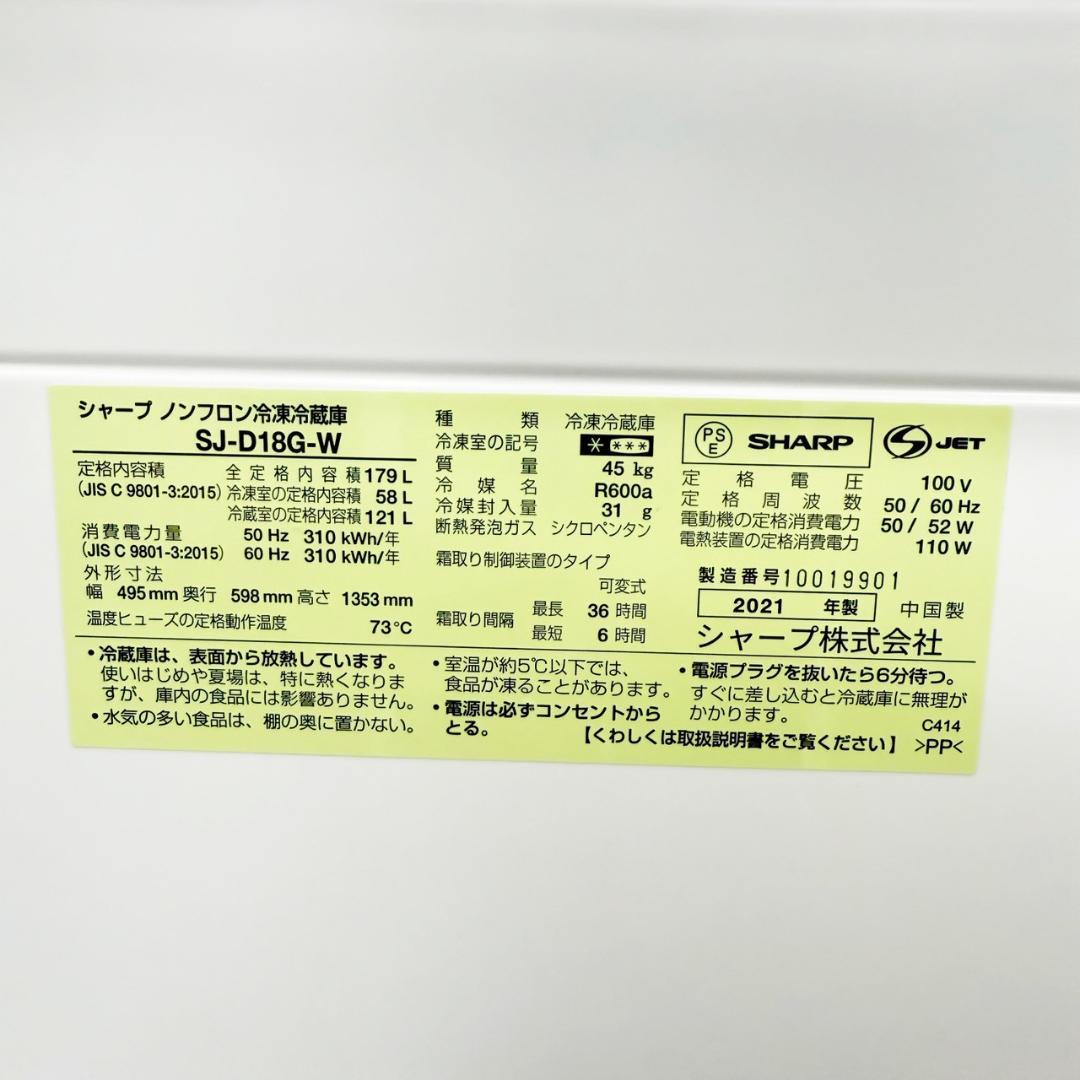 シャープ ノンフロン冷凍冷蔵庫
SJ-D18G-W
定格内容積 全定格内容積 179 L
(JIS C 9801-3:2015) 冷凍室の定格内容積 58 L
冷蔵室の定格内容積 121 L
消費電力量 50 Hz 310 kWh/年
(JIS C 9801-3:2015) 60 Hz 310 kWh/年
外形寸法
幅 495 mm 奥行 598 mm 高さ 1353 mm
温度ヒューズの定格動作温度 73℃
種類 冷凍冷蔵庫
冷凍室の記号 * ***
質量 45 kg
冷媒名 R600a
冷媒封入量 31 g
断熱発泡ガス シクロペンタン
霜取り制御装置のタイプ
可変式
霜取り間隔 最長 36 時間
最短 6 時間
PS E SHARP JET
定格電圧 100 V
定格周波数 50 / 60 Hz
電動機の定格消費電力 50 / 52 W
電熱装置の定格消費電力 110 W
製造番号 10019901
2021 年製 中国製
シャープ株式会社
・冷蔵庫は、表面から放熱しています。
使いはじめや夏場は、特に熱くなりま
すが、庫内の食品には影響ありません。
・水気の多い食品は、棚の奥に置かない。
・室温が約5℃以下では、
食品が凍ることがあります。
・電源は必ずコンセントから
とる。
・電源プラグを抜いたら6分待つ。
すぐに差し込むと冷蔵庫に無理が
かかります。
C414
【くわしくは取扱説明書をご覧ください】 >PP<